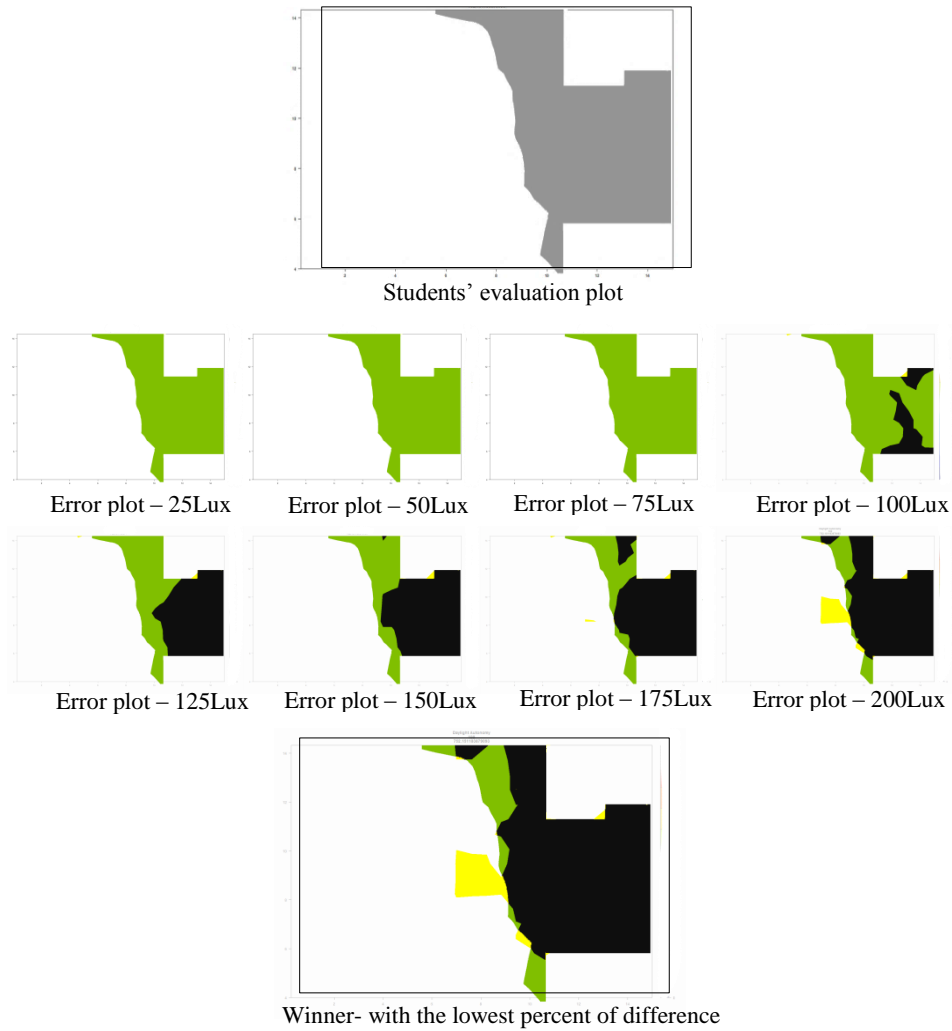 Students’ evaluation plot
Error plot – 25Lux
Error plot – 50Lux
Error plot – 75Lux
Error plot – 100Lux
Error plot – 125Lux
Error plot – 150Lux
Error plot – 175Lux
Error plot – 200Lux
Winner- with the lowest percent of difference